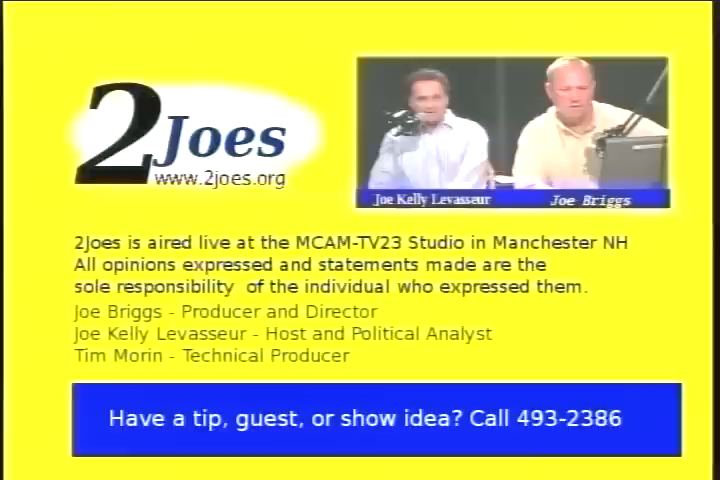 2Joes
www.2joes.org
Joe Kelly Levasseur
Joe Briggs
2Joes is aired live at the MCAM-TV23 Studio in Manchester NH
All opinions expressed and statements made are the
sole responsibility of the individual who expressed them.
Joe Briggs - Producer and Director
Joe Kelly Levasseur - Host and Political Analyst
Tim Morin - Technical Producer
Have a tip, guest, or show idea? Call 493-2386